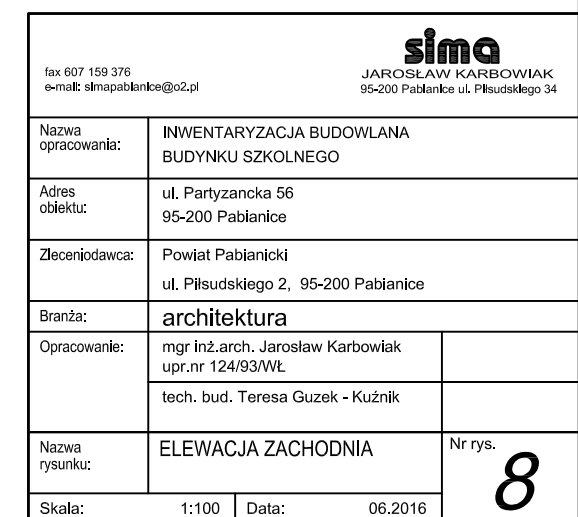 sima
fax 607 159 376
e-mail: simapabianice@o2.pl
JAROSŁAW KARBOWIAK
95-200 Pabianice ul. Piłsudskiego 34
Nazwa
opracowania:
INWENTARYZACJA BUDOWLANA
BUDYNKU SZKOLNEGO
Adres
obiektu:
ul. Partyzancka 56
95-200 Pabianice
Zleceniodawca:
Powiat Pabianicki
ul. Piłsudskiego 2, 95-200 Pabianice
Branża:
architektura
Opracowanie:
mgr inż.arch. Jarosław Karbowiak
upr.nr 124/93/WŁ
tech. bud. Teresa Guzek - Kuźnik
Nazwa
rysunku:
ELEWACJA ZACHODNIA
Nr rys.
8
Skala:
1:100
Data:
06.2016